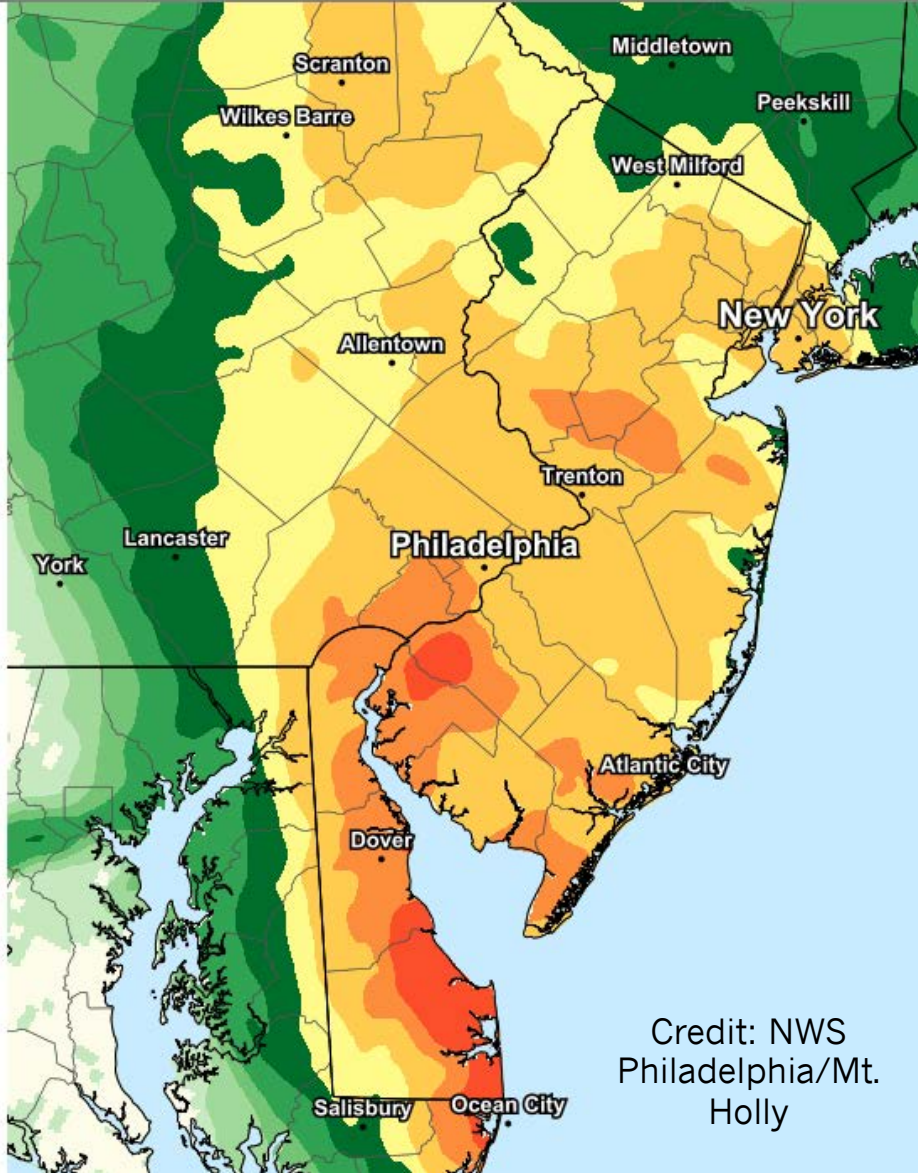 Middletown
Scranton
Peekskill
Wilkes Barre
West Milford
New York
Allentown
Trenton
Lancaster
Philadelphia
York
Atlantic City
Dover
Credit: NWS
Philadelphia/Mt.
Holly
Salisbury
Ocean City